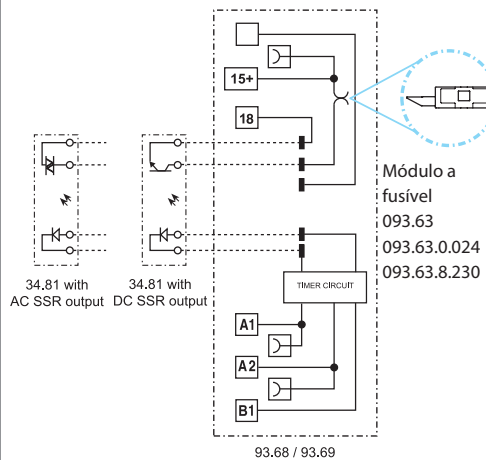 15+
18
Módulo a
fusível
093.63
093.63.0.024
093.63.8.230
34.81 with
AC SSR output
34.81 with
DC SSR output
TIMER CIRCUIT
A1
A2
B1
93.68 / 93.69